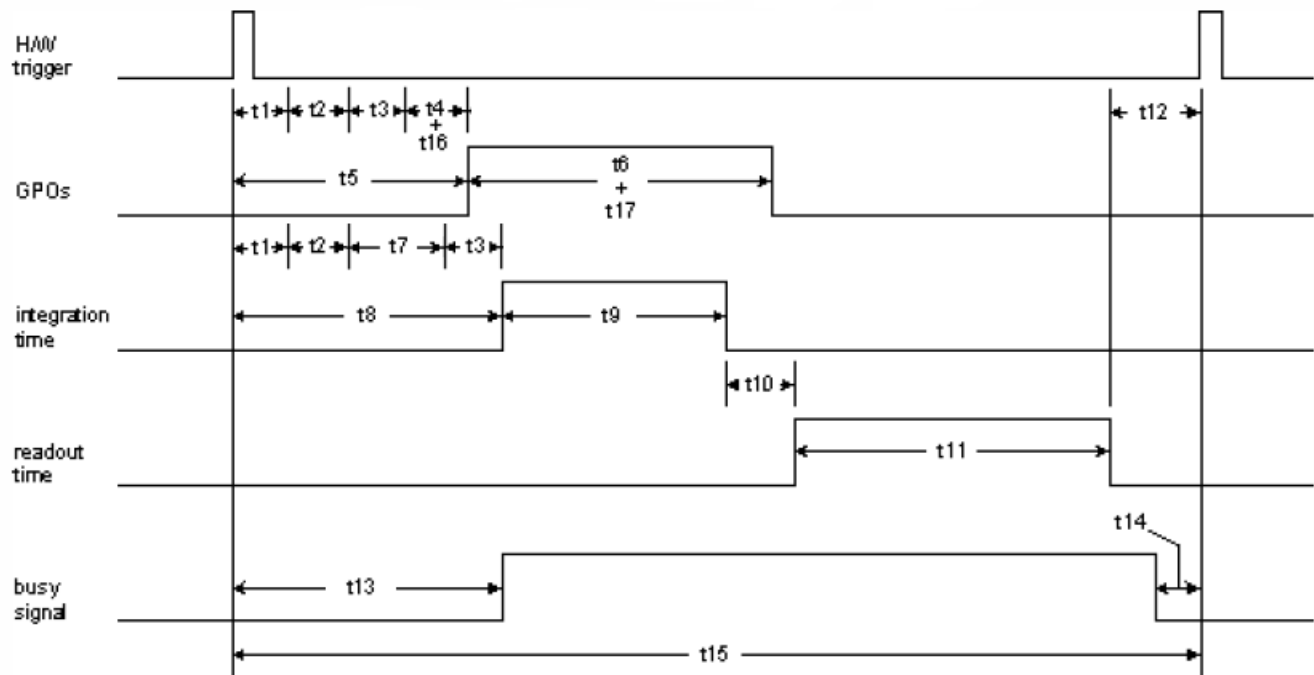 H/W
trigger
t1 t2 t3 t4
+
t16
t12
GPOs
t5
t6
+
t17
t1 t2 t7 t3
integration
time
t8 t9
t10
readout
time
t11
t14
busy
signal
t13
t15